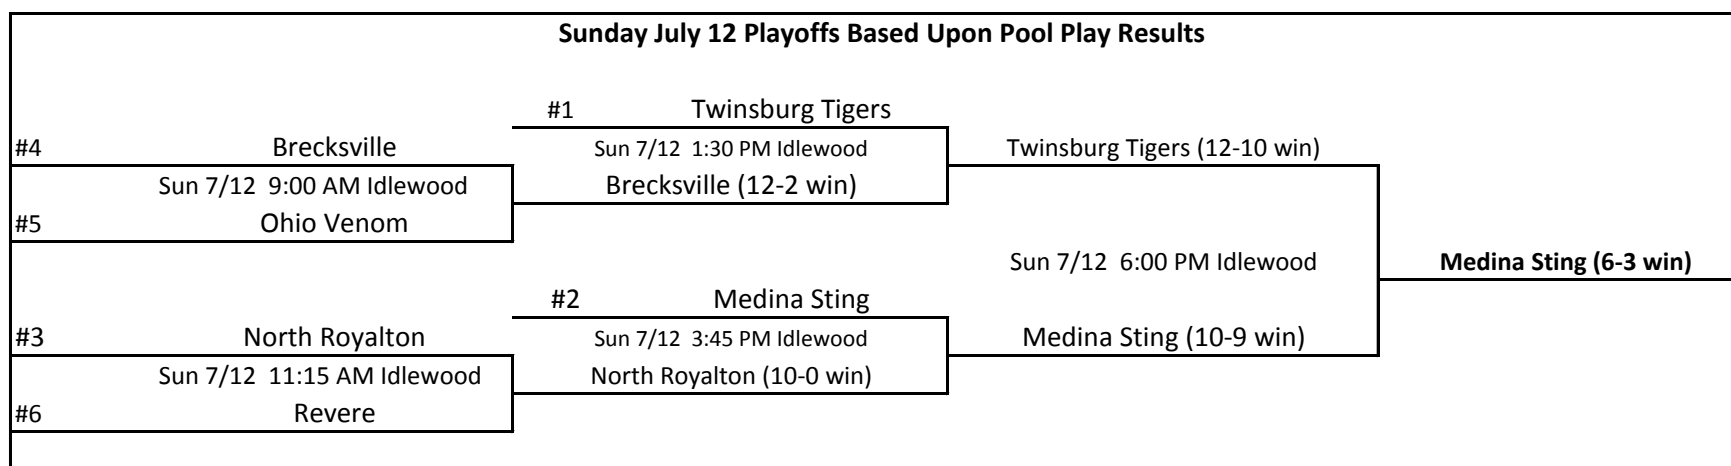 Sunday July 12 Playoffs Based Upon Pool Play Results
#1 Twinsburg Tigers
#4 Brecksville
Sun 7/12 1:30 PM Idlewood
Twinsburg Tigers (12-10 win)
Sun 7/12 9:00 AM Idlewood
Brecksville (12-2 win)
#5 Ohio Venom
Sun 7/12 6:00 PM Idlewood
Medina Sting (6-3 win)
#2 Medina Sting
#3 North Royalton
Sun 7/12 3:45 PM Idlewood
Medina Sting (10-9 win)
Sun 7/12 11:15 AM Idlewood
North Royalton (10-0 win)
#6 Revere